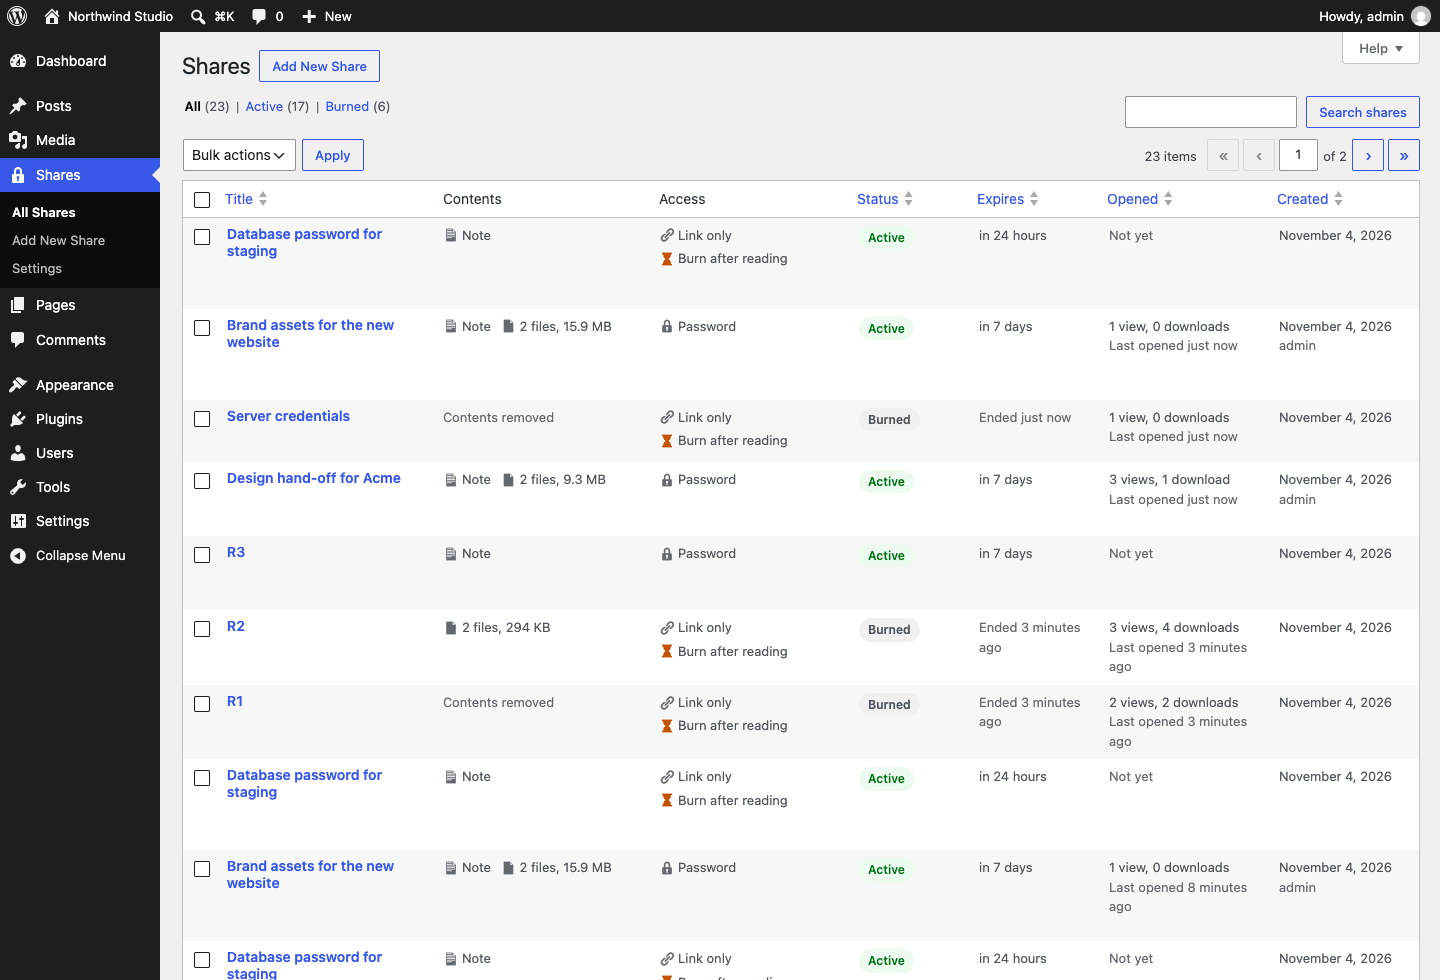 Northwind Studio
⌘K
0
New
Howdy, admin
Dashboard
Posts
Media
Shares
All Shares
Add New Share
Settings
Pages
Comments
Appearance
Plugins
Users
Tools
Settings
Collapse Menu
Help
Shares
Add New Share
All (23) | Active (17) | Burned (6)
Search shares
Bulk actions
Apply
23 items « ‹ 1 of 2 › »
Title Contents Access Status Expires Opened Created
Database password for
staging
Note
Link only
Burn after reading
Active
in 24 hours
Not yet
November 4, 2026
Brand assets for the new
website
Note 2 files, 15.9 MB
Password
Active
in 7 days
1 view, 0 downloads
Last opened just now
November 4, 2026
admin
Server credentials
Contents removed
Link only
Burn after reading
Burned
Ended just now
1 view, 0 downloads
Last opened just now
November 4, 2026
Design hand-off for Acme
Note 2 files, 9.3 MB
Password
Active
in 7 days
3 views, 1 download
Last opened just now
November 4, 2026
admin
R3
Note
Password
Active
in 7 days
Not yet
November 4, 2026
R2
2 files, 294 KB
Link only
Burn after reading
Burned
Ended 3 minutes
ago
3 views, 4 downloads
Last opened 3 minutes
ago
November 4, 2026
R1
Contents removed
Link only
Burn after reading
Burned
Ended 3 minutes
ago
2 views, 2 downloads
Last opened 3 minutes
ago
November 4, 2026
Database password for
staging
Note
Link only
Burn after reading
Active
in 24 hours
Not yet
November 4, 2026
Brand assets for the new
website
Note 2 files, 15.9 MB
Password
Active
in 7 days
1 view, 0 downloads
Last opened 8 minutes
ago
November 4, 2026
admin
Database password for
staging
Note
Link only
Active
in 24 hours
Not yet
November 4, 2026